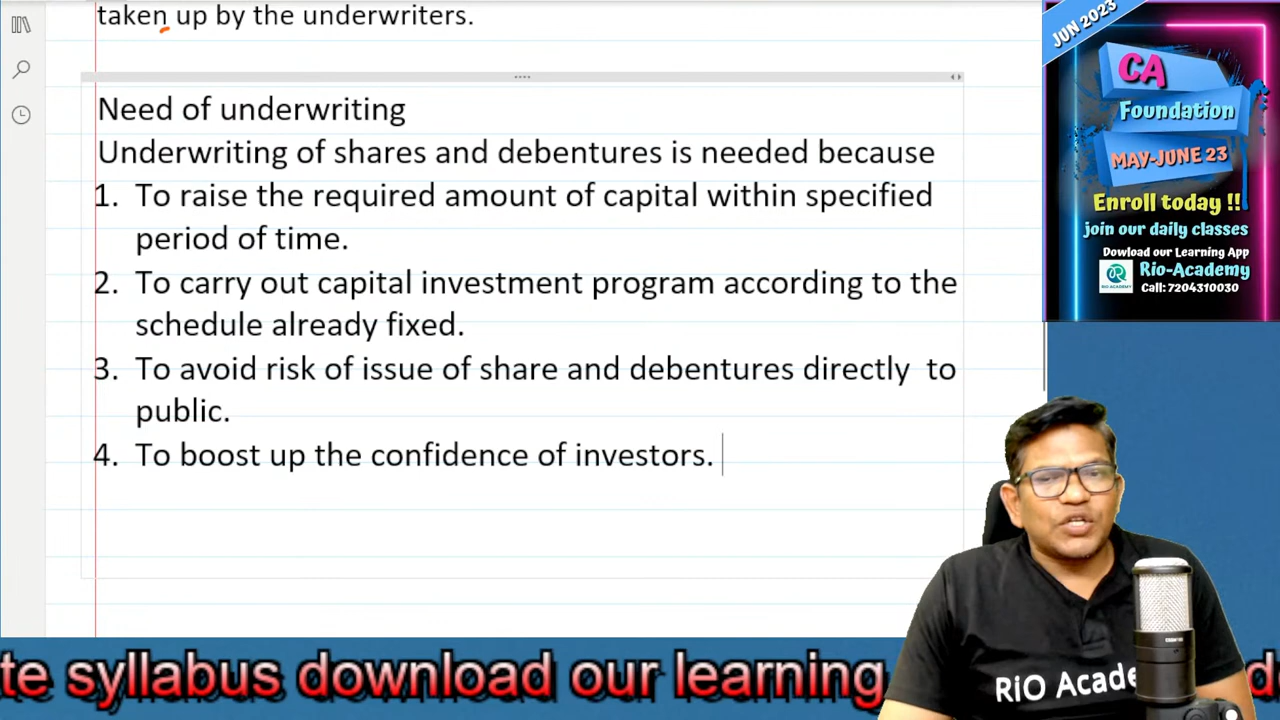 taken up by the underwriters.
Need of underwriting
Underwriting of shares and debentures is needed because
1. To raise the required amount of capital within specified
period of time.
2. To carry out capital investment program according to the
schedule already fixed.
3. To avoid risk of issue of share and debentures directly to
public.
4. To boost up the confidence of investors.
JUN 2023
CA
Foundation
MAY-JUNE 23
Enroll today !!
join our daily classes
Dowload our Learning App
RIO ACADEMY
Rio-Academy
Call: 7204310030
RiO Acade
te syllabus download our learning